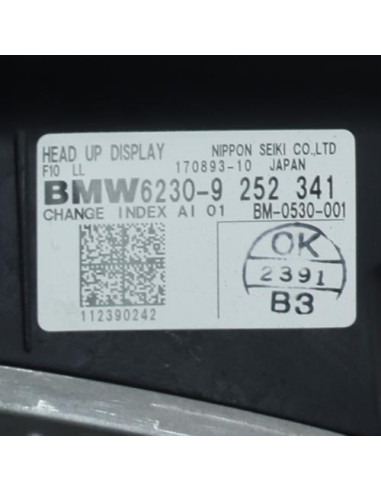 HEAD UP DISPLAY NIPPON SEIKI CO.,LTD
F10 LL 170893-10 JAPAN
BMW6230-9 252 341
CHANGE INDEX AI 01 BM-0530-001
OK
2391
B3
112390242